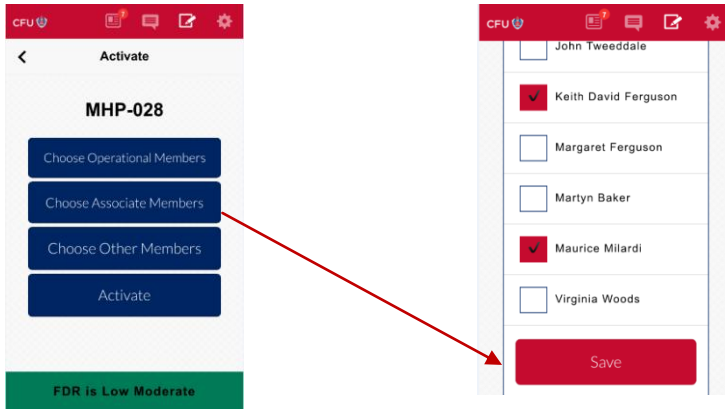 CFU
7
Activate
MHP-028
Choose Operational Members
Choose Associate Members
Choose Other Members
Activate
FDR is Low Moderate
CFU
7
John Tweeddale
Keith David Ferguson
Margaret Ferguson
Martyn Baker
Maurice Milardi
Virginia Woods
Save